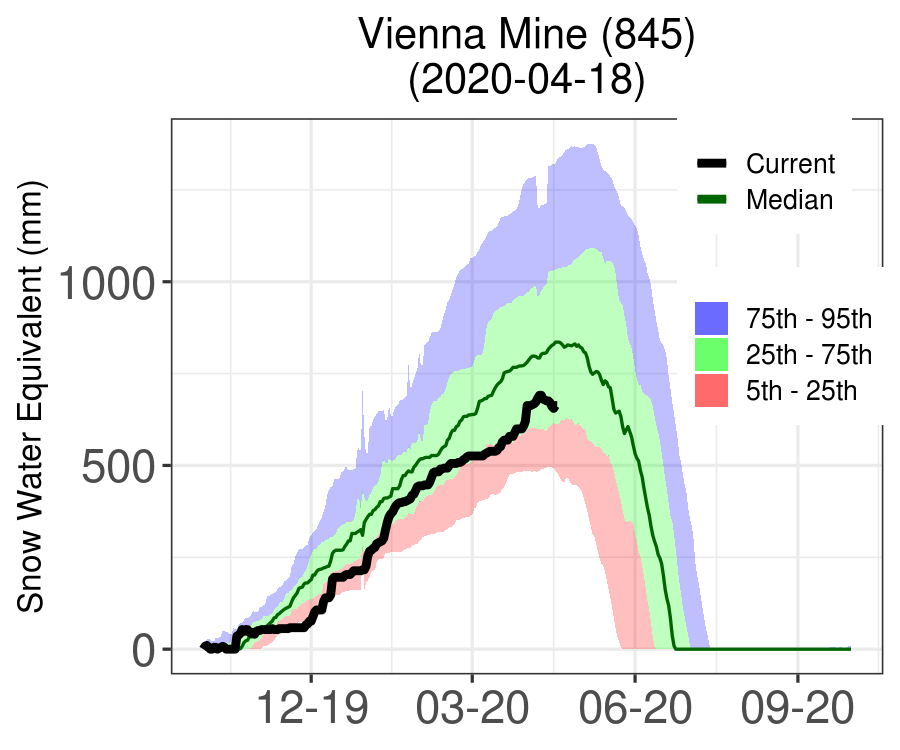 Vienna Mine (845)
(2020-04-18)
Snow Water Equivalent (mm)
1000
500
0
12-19
03-20
06-20
09-20
Current
Median
75th - 95th
25th - 75th
5th - 25th